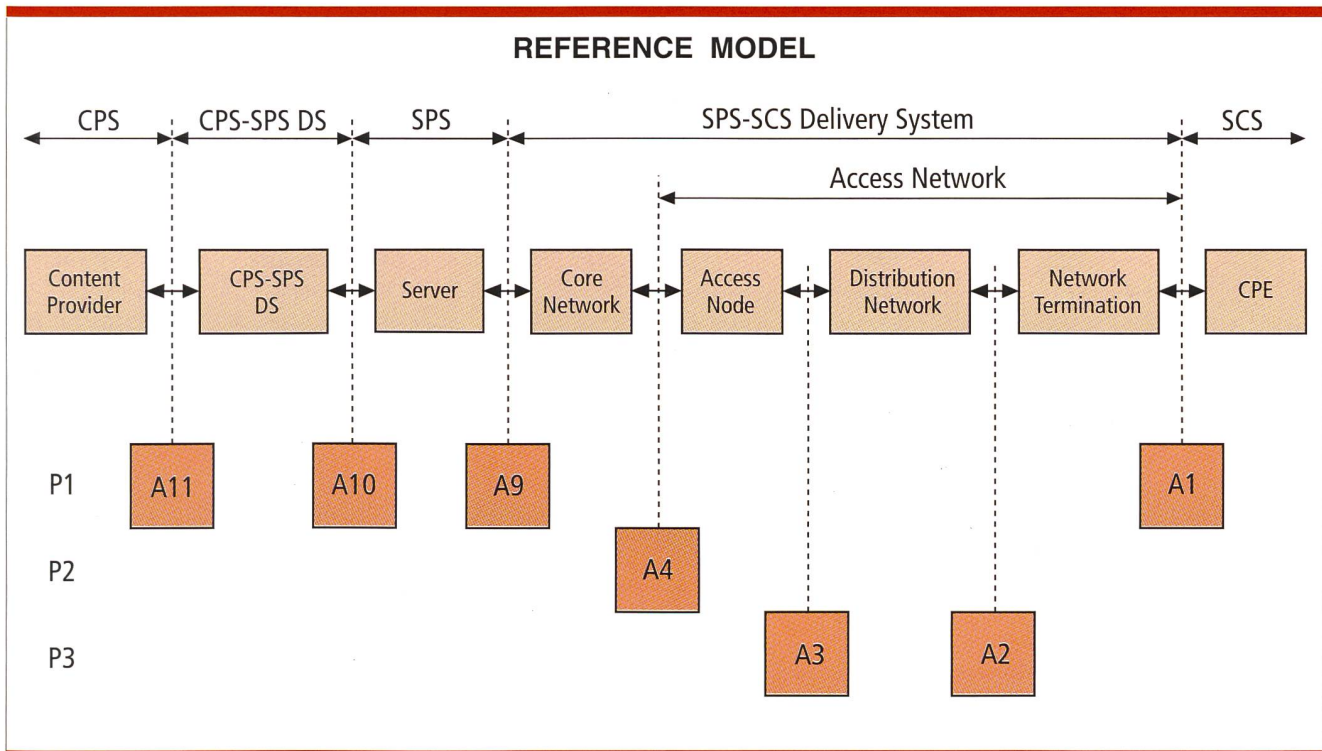 REFERENCE MODEL
CPS
CPS-SPS DS
SPS
SPS-SCS Delivery System
SCS
Access Network
Content
Provider
CPS-SPS
DS
Server
Core
Network
Access
Node
Distribution
Network
Network
Termination
CPE
P1
A11
A10
A9
A1
P2
A4
P3
A3
A2